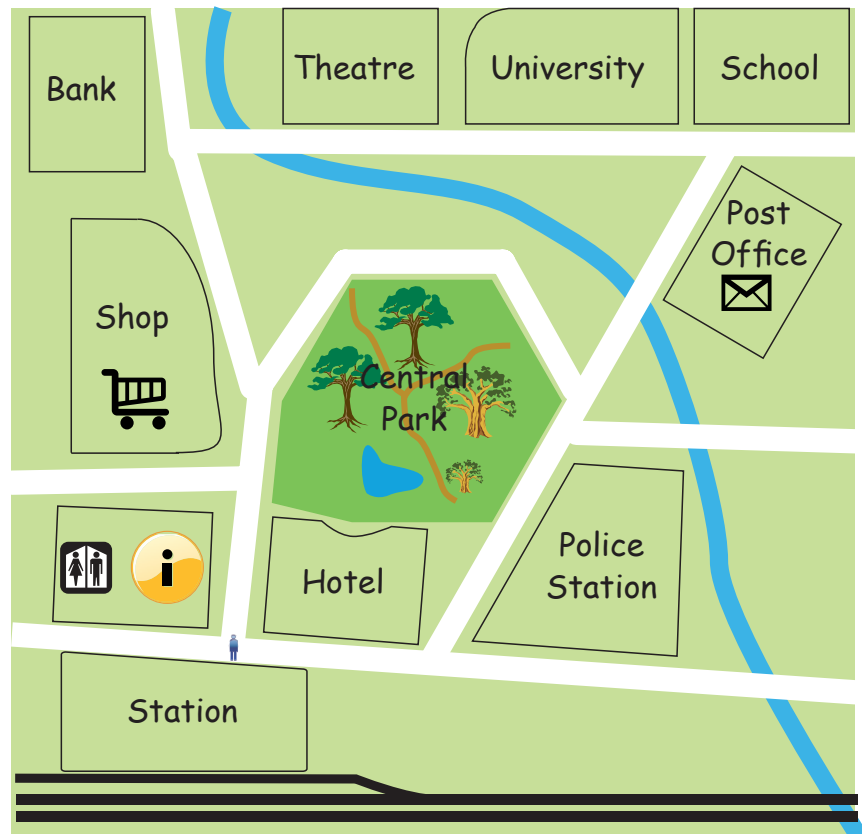 Theatre
University
School
Bank
Post
Office
Shop
Central
Park
i
Police
Station
Hotel
Station